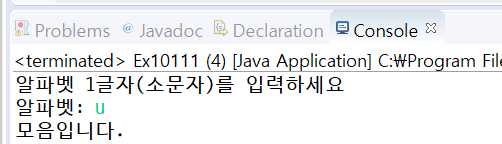 Problems @ Javadoc Declaration Console
<terminated> Ex10111 (4) [Java Application] C:₩Program File
알파벳 1글자(소문자)를 입력하세요
알파벳: u
모음입니다.